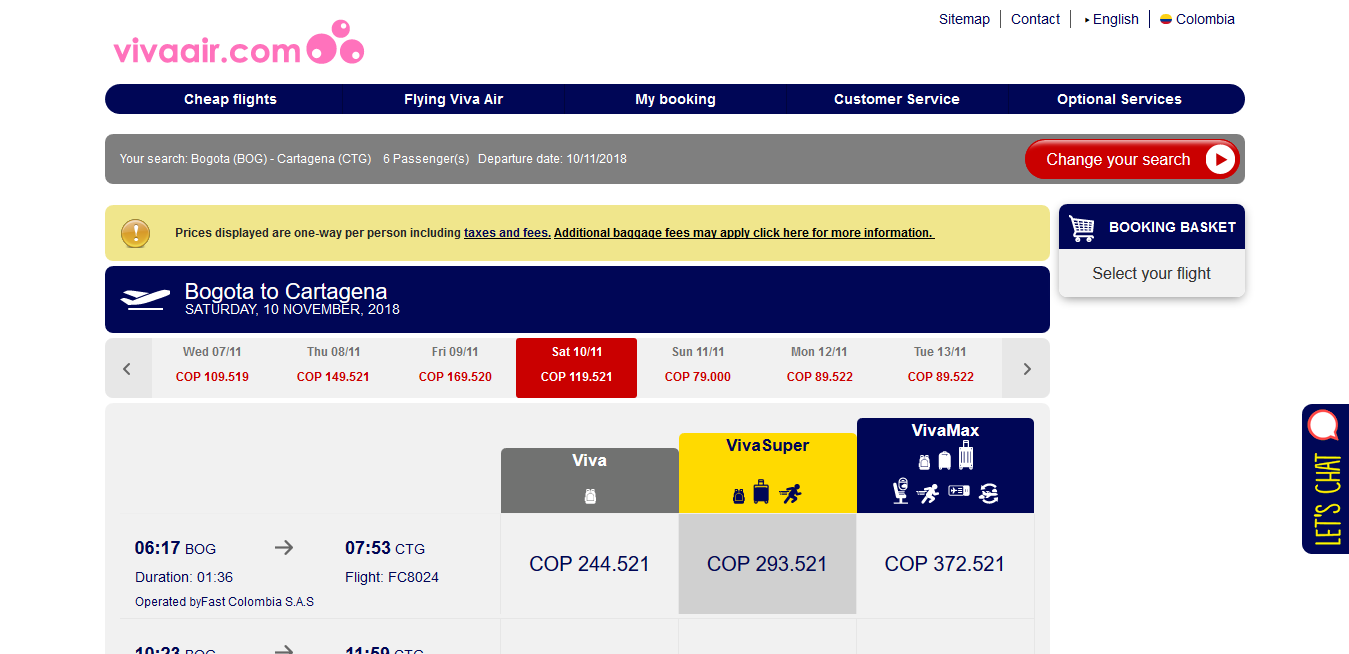 Sitemap Contact English Colombia
vivaair.com
Cheap flights Flying Viva Air My booking Customer Service Optional Services
Your search: Bogota (BOG) - Cartagena (CTG) 6 Passenger(s) Departure date: 10/11/2018
Change your search
Prices displayed are one-way per person including taxes and fees. Additional baggage fees may apply click here for more information.
BOOKING BASKET
Select your flight
Bogota to Cartagena
SATURDAY, 10 NOVEMBER, 2018
Wed 07/11 Thu 08/11 Fri 09/11 Sat 10/11 Sun 11/11 Mon 12/11 Tue 13/11
COP 109.519 COP 149.521 COP 169.520 COP 119.521 COP 79.000 COP 89.522 COP 89.522
Viva VivaSuper VivaMax
06:17 BOG 07:53 CTG
COP 244.521 COP 293.521 COP 372.521
Duration: 01:36 Flight: FC8024
Operated byFast Colombia S.A.S
10:23 BOG 11:59 CTG
LET'S CHAT